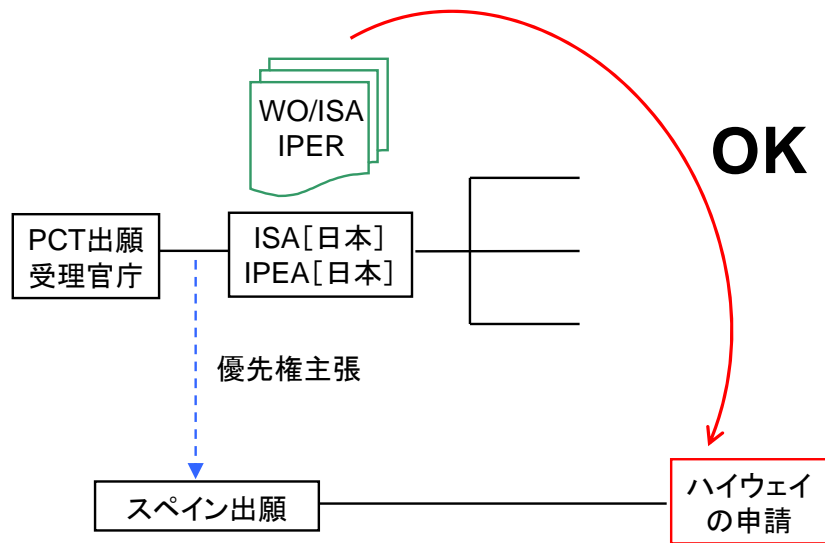 WO/ISA
IPER
OK
PCT出願
受理官庁
ISA[日本]
IPEA[日本]
優先権主張
スペイン出願
ハイウェイ
の申請